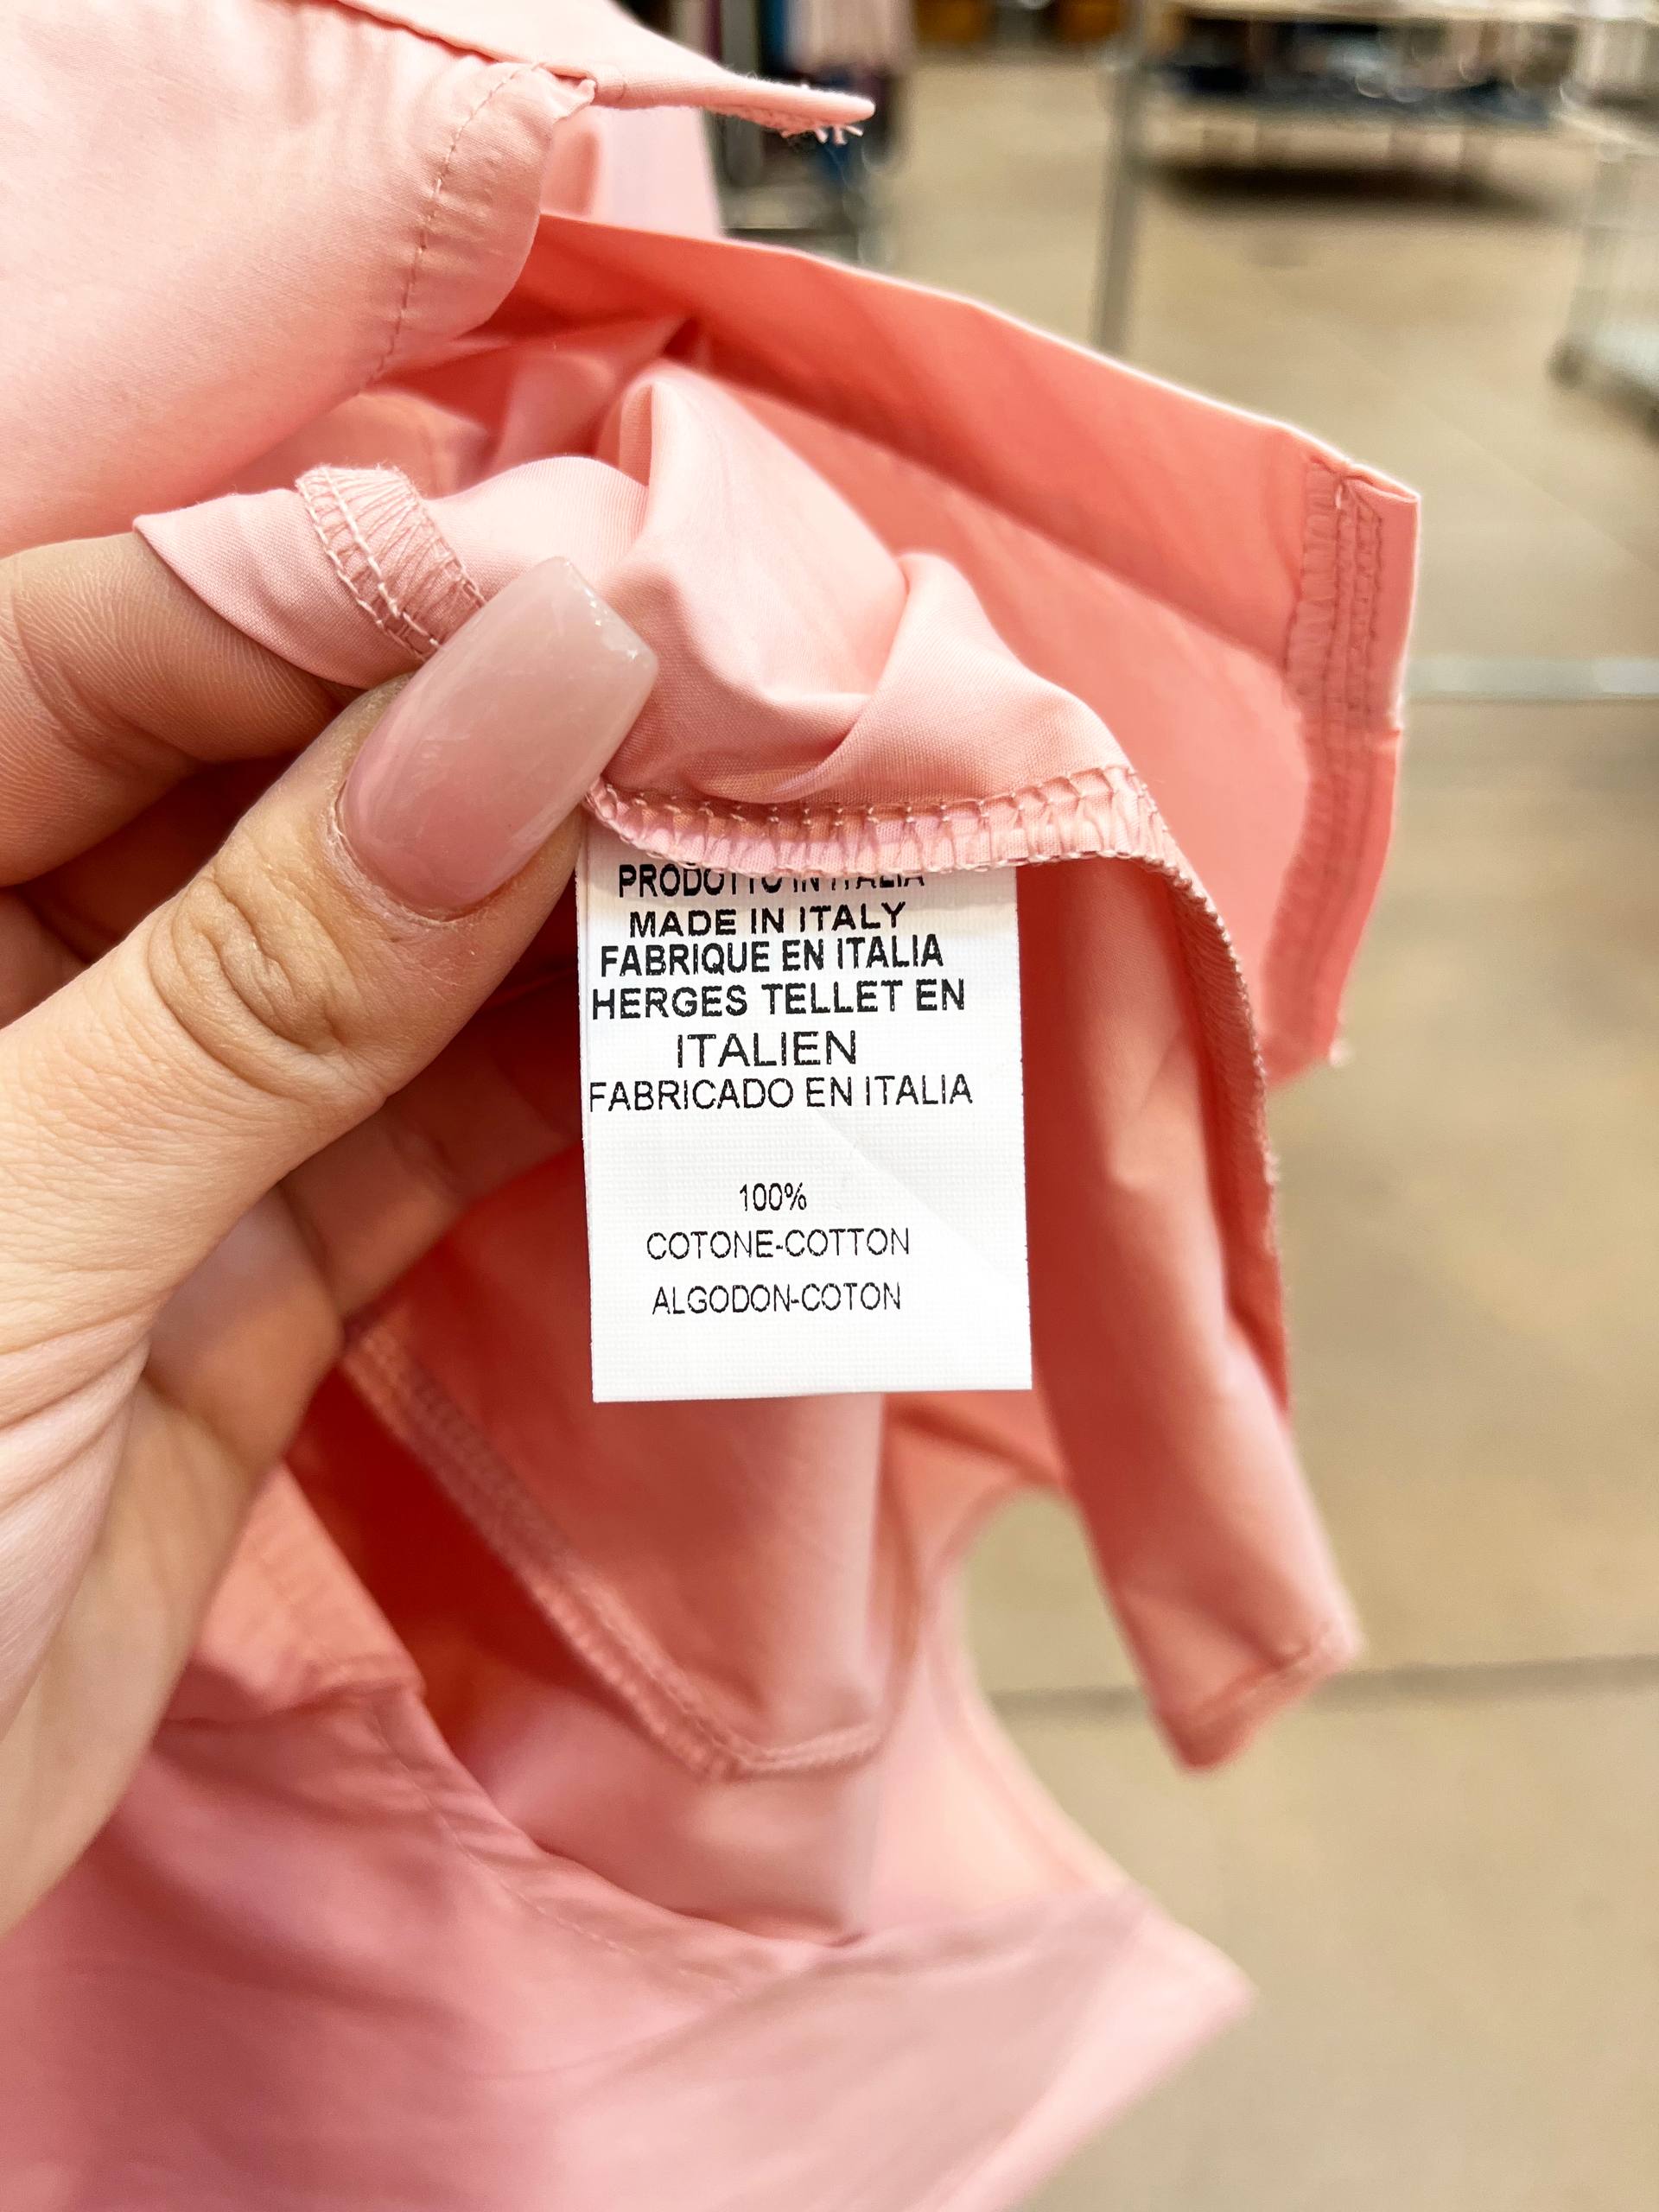 PRODOTTO IN ITALIA
MADE IN ITALY
FABRIQUE EN ITALIA
HERGES TELLET EN
ITALIEN
FABRICADO EN ITALIA
100%
COTONE-COTTON
ALGODON-COTON